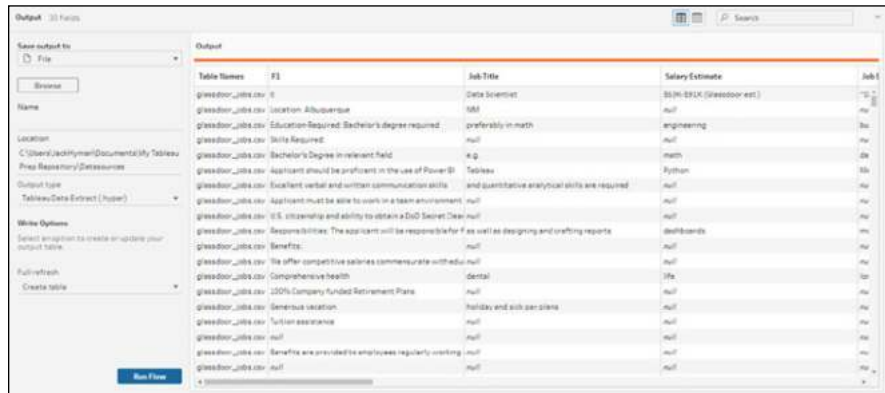 Output 33 Fields
Search
Save output to
File
Browse
Name
Location
C:\Users\JackHyman\Documents\My Tableau
Prep Repository\Datasources
Output type
Tableau Data Extract (.hyper)
Write Options
Select an option to create or update your
output table.
Full refresh
Create table
Run Flow
Output
Table Names F1 Job Title Salary Estimate
glassdoor_jobs.csv 0 Data Scientist $53K-$91K (Glassdoor est.)
glassdoor_jobs.csv Location: Albuquerque NM null
glassdoor_jobs.csv Education Required: Bachelor's degree required preferably in math engineering
glassdoor_jobs.csv Skills Required: null null
glassdoor_jobs.csv Bachelor's Degree in relevant field e.g. math
glassdoor_jobs.csv Applicant should be proficient in the use of Power BI Tableau Python
glassdoor_jobs.csv Excellent verbal and written communication skills and quantitative analytical skills are required null
glassdoor_jobs.csv Applicant must be able to work in a team environment null null
glassdoor_jobs.csv U.S. citizenship and ability to obtain a DoD Secret null null
glassdoor_jobs.csv Responsibilities: The applicant will be responsible for as well as designing and crafting reports dashboards
glassdoor_jobs.csv Benefits: null null
glassdoor_jobs.csv We offer competitive salaries commensurate with null null
glassdoor_jobs.csv Comprehensive health dental life
glassdoor_jobs.csv 100% Company funded Retirement Plans null null
glassdoor_jobs.csv Generous vacation holiday and sick pay plans null
glassdoor_jobs.csv Tuition assistance null null
glassdoor_jobs.csv null null null
glassdoor_jobs.csv Benefits are provided to employees regularly working null null
glassdoor_jobs.csv null null null